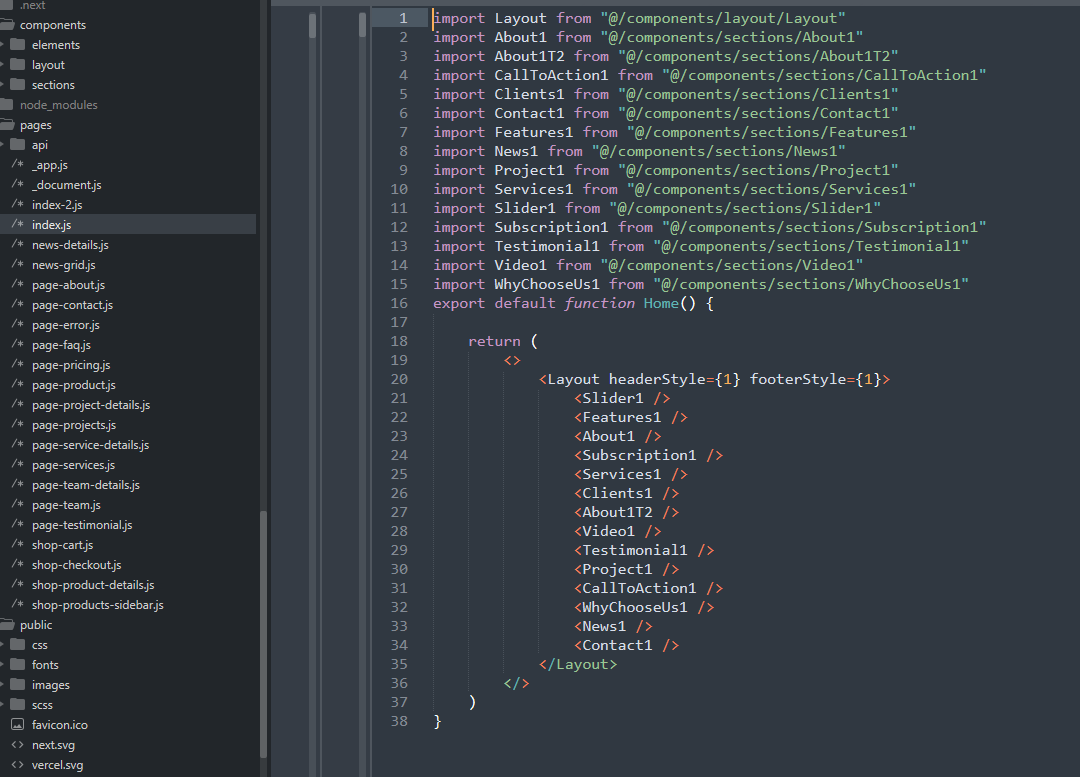 .next
components
elements
layout
sections
node_modules
pages
api
/* _app.js
/* _document.js
/* index-2.js
/* index.js
/* news-details.js
/* news-grid.js
/* page-about.js
/* page-contact.js
/* page-error.js
/* page-faq.js
/* page-pricing.js
/* page-product.js
/* page-project-details.js
/* page-projects.js
/* page-service-details.js
/* page-services.js
/* page-team-details.js
/* page-team.js
/* page-testimonial.js
/* shop-cart.js
/* shop-checkout.js
/* shop-product-details.js
/* shop-products-sidebar.js
public
css
fonts
images
scss
favicon.ico
<> next.svg
<> vercel.svg
1 import Layout from "@/components/layout/Layout"
2 import About1 from "@/components/sections/About1"
3 import About1T2 from "@/components/sections/About1T2"
4 import CallToAction1 from "@/components/sections/CallToAction1"
5 import Clients1 from "@/components/sections/Clients1"
6 import Contact1 from "@/components/sections/Contact1"
7 import Features1 from "@/components/sections/Features1"
8 import News1 from "@/components/sections/News1"
9 import Project1 from "@/components/sections/Project1"
10 import Services1 from "@/components/sections/Services1"
11 import Slider1 from "@/components/sections/Slider1"
12 import Subscription1 from "@/components/sections/Subscription1"
13 import Testimonial1 from "@/components/sections/Testimonial1"
14 import Video1 from "@/components/sections/Video1"
15 import WhyChooseUs1 from "@/components/sections/WhyChooseUs1"
16 export default function Home() {
17
18     return (
19         <>
20             <Layout headerStyle={1} footerStyle={1}>
21                 <Slider1 />
22                 <Features1 />
23                 <About1 />
24                 <Subscription1 />
25                 <Services1 />
26                 <Clients1 />
27                 <About1T2 />
28                 <Video1 />
29                 <Testimonial1 />
30                 <Project1 />
31                 <CallToAction1 />
32                 <WhyChooseUs1 />
33                 <News1 />
34                 <Contact1 />
35             </Layout>
36         </>
37     )
38 }